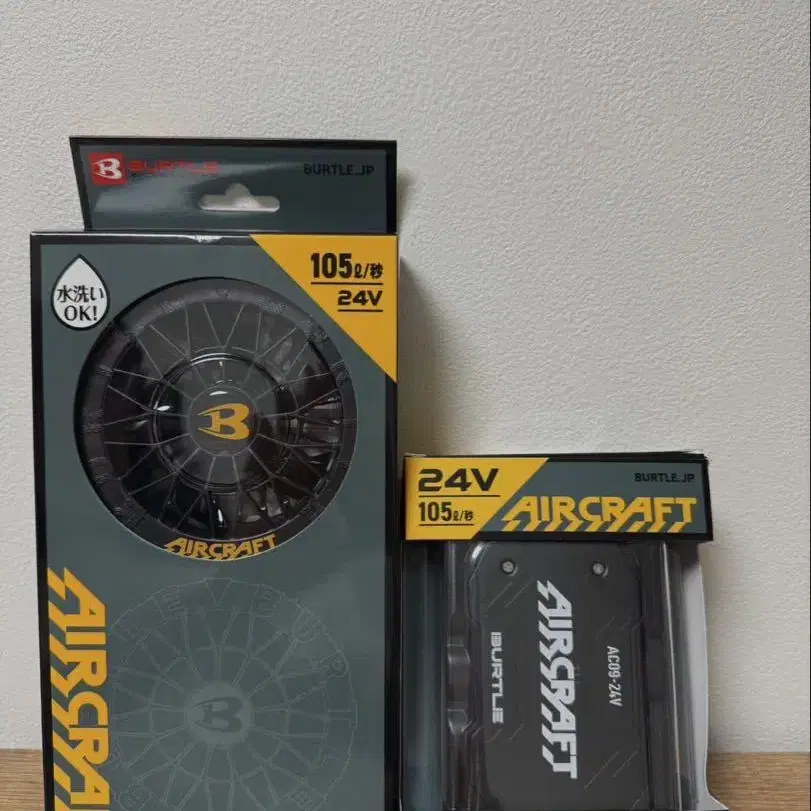 BURTLE
BURTLE.JP
水洗い
OK!
105ℓ/秒
24V
B
AIRCRAFT
AIRCRAFT
B
24V
105ℓ/秒
BURTLE.JP
AIRCRAFT
AIRCRAFT
BURTLE
AC09-24V